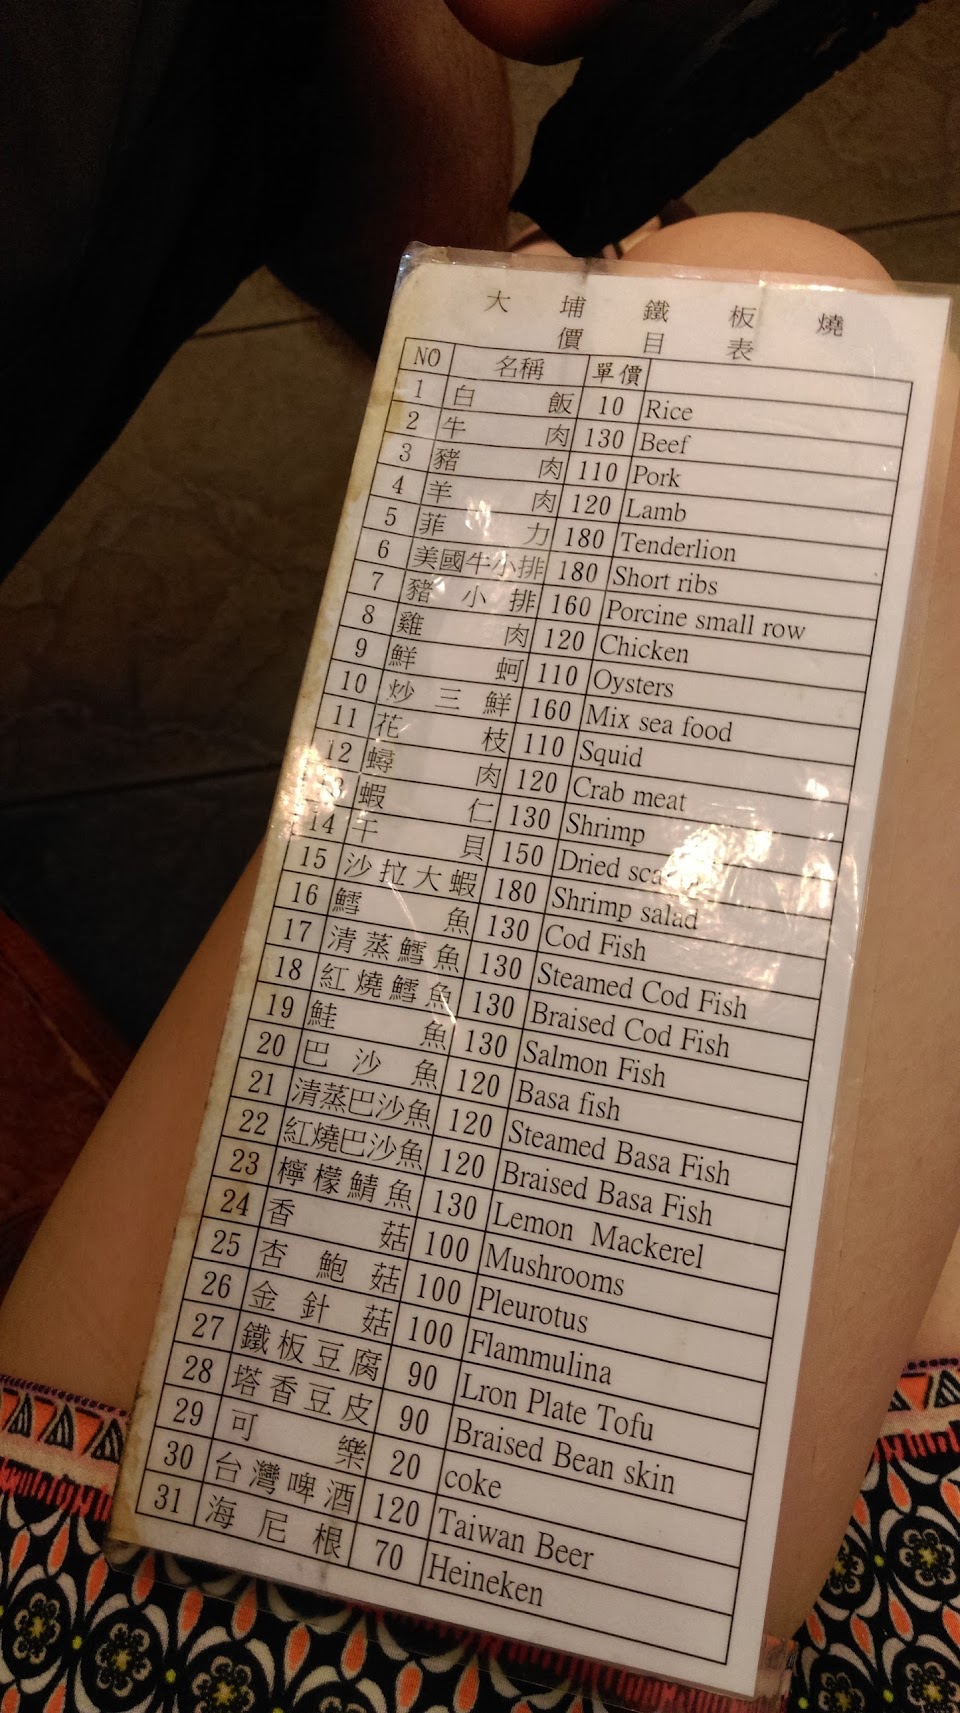 大埔鐵板燒
價目表
NO 名稱 單價
1 白飯 10 Rice
2 牛肉 130 Beef
3 豬肉 110 Pork
4 羊肉 120 Lamb
5 菲力 180 Tenderlion
6 美國牛小排 180 Short ribs
7 豬小排 160 Porcine small row
8 雞肉 120 Chicken
9 鮮蚵 110 Oysters
10 炒三鮮 160 Mix sea food
11 花枝 110 Squid
12 蟳肉 120 Crab meat
13 蝦仁 130 Shrimp
14 干貝 150 Dried
15 沙拉大蝦 180 Shrimp salad
16 鱈魚 130 Cod Fish
17 清蒸鱈魚 130 Steamed Cod Fish
18 紅燒鱈魚 130 Braised Cod Fish
19 鮭魚 130 Salmon Fish
20 巴沙魚 120 Basa fish
21 清蒸巴沙魚 120 Steamed Basa Fish
22 紅燒巴沙魚 120 Braised Basa Fish
23 檸檬鯖魚 130 Lemon Mackerel
24 香菇 100 Mushrooms
25 杏鮑菇 100 Pleurotus
26 金針菇 100 Flammulina
27 鐵板豆腐 90 Lron Plate Tofu
28 塔香豆皮 90 Braised Bean skin
29 可樂 20 coke
30 台灣啤酒 120 Taiwan Beer
31 海尼根 70 Heineken